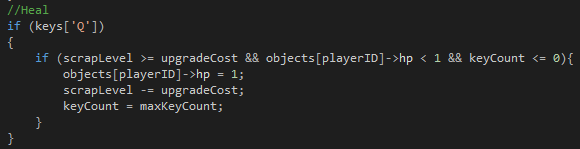 //Heal
if (keys['Q'])
{
if (scrapLevel >= upgradeCost && objects[playerID]->hp < 1 && keyCount <= 0){
objects[playerID]->hp = 1;
scrapLevel -= upgradeCost;
keyCount = maxKeyCount;
}
}